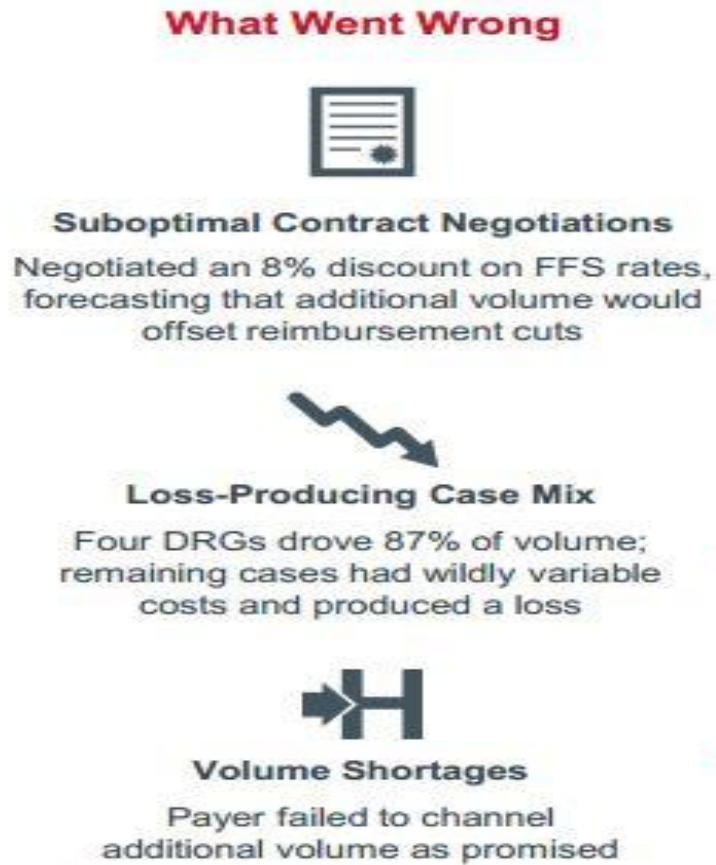 What Went Wrong
Suboptimal Contract Negotiations
Negotiated an 8% discount on FFS rates,
forecasting that additional volume would
offset reimbursement cuts
Loss-Producing Case Mix
Four DRGs drove 87% of volume;
remaining cases had wildly variable
costs and produced a loss
H
Volume Shortages
Payer failed to channel
additional volume as promised